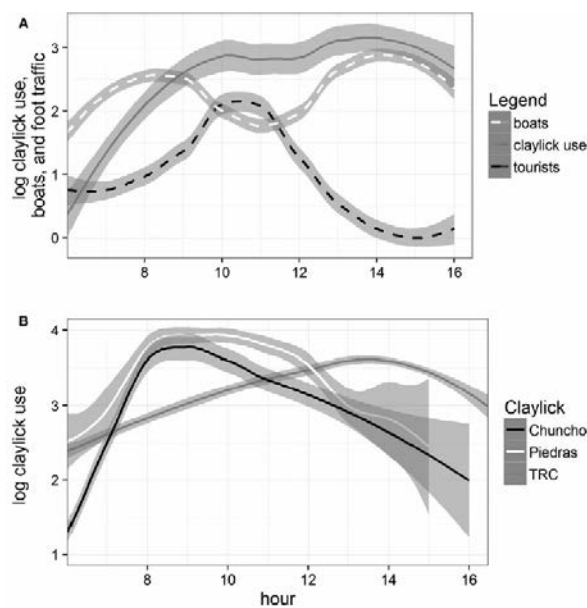 A
log claylick use,
boats, and foot traffic
3
2
1
0
8
10
12
14
16
Legend
boats
claylick use
tourists
B
log claylick use
4
3
2
1
8
10
12
14
16
hour
Claylick
Chuncho
Piedras
TRC